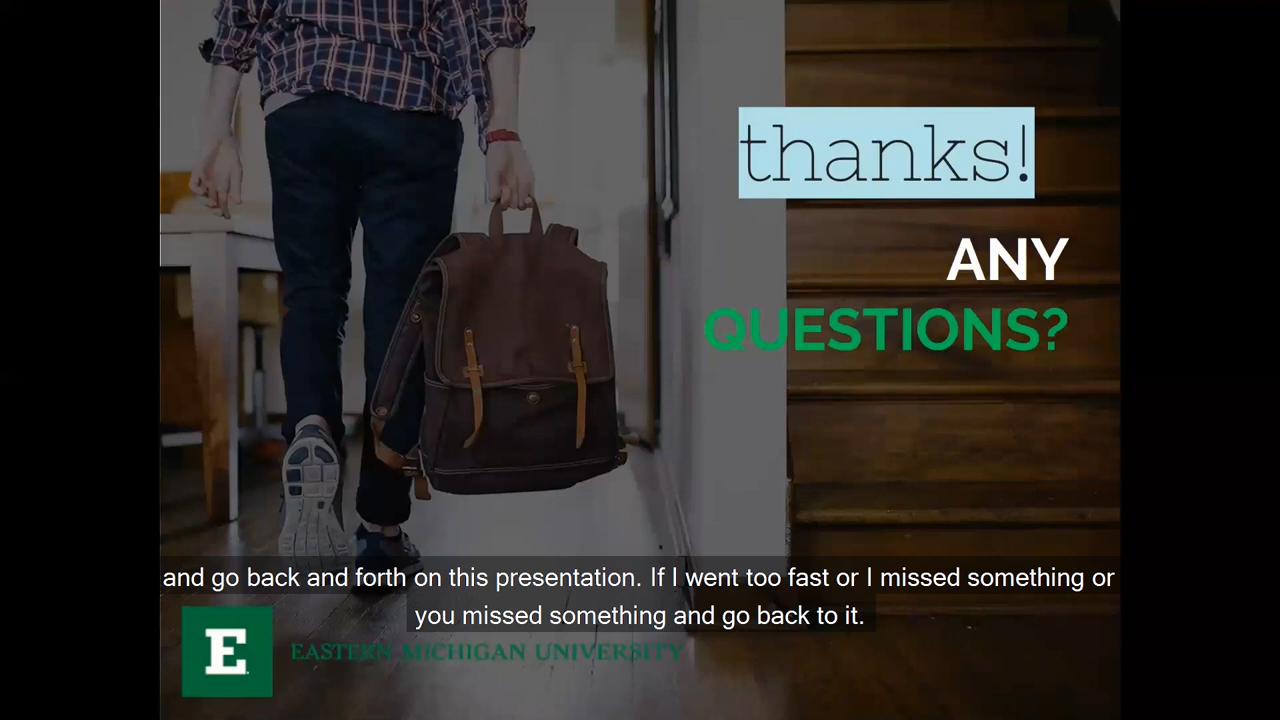 thanks!
ANY
QUESTIONS?
and go back and forth on this presentation. If I went too fast or I missed something or
you missed something and go back to it.
E
EASTERN MICHIGAN UNIVERSITY